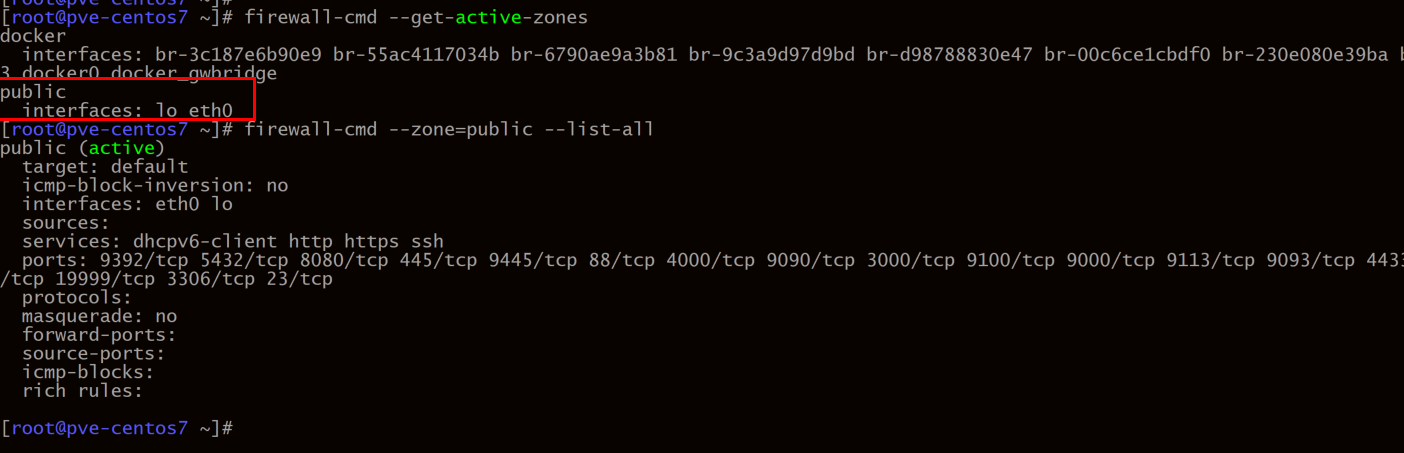 [root@pve-centos7 ~]#
[root@pve-centos7 ~]# firewall-cmd --get-active-zones
docker
  interfaces: br-3c187e6b90e9 br-55ac4117034b br-6790ae9a3b81 br-9c3a9d97d9bd br-d98788830e47 br-00c6ce1cbdf0 br-230e080e39ba b
3 docker0 docker_gwbridge
public
  interfaces: lo eth0
[root@pve-centos7 ~]# firewall-cmd --zone=public --list-all
public (active)
  target: default
  icmp-block-inversion: no
  interfaces: eth0 lo
  sources:
  services: dhcpv6-client http https ssh
  ports: 9392/tcp 5432/tcp 8080/tcp 445/tcp 9445/tcp 88/tcp 4000/tcp 9090/tcp 3000/tcp 9100/tcp 9000/tcp 9113/tcp 9093/tcp 4433
/tcp 19999/tcp 3306/tcp 23/tcp
  protocols:
  masquerade: no
  forward-ports:
  source-ports:
  icmp-blocks:
  rich rules:
[root@pve-centos7 ~]#